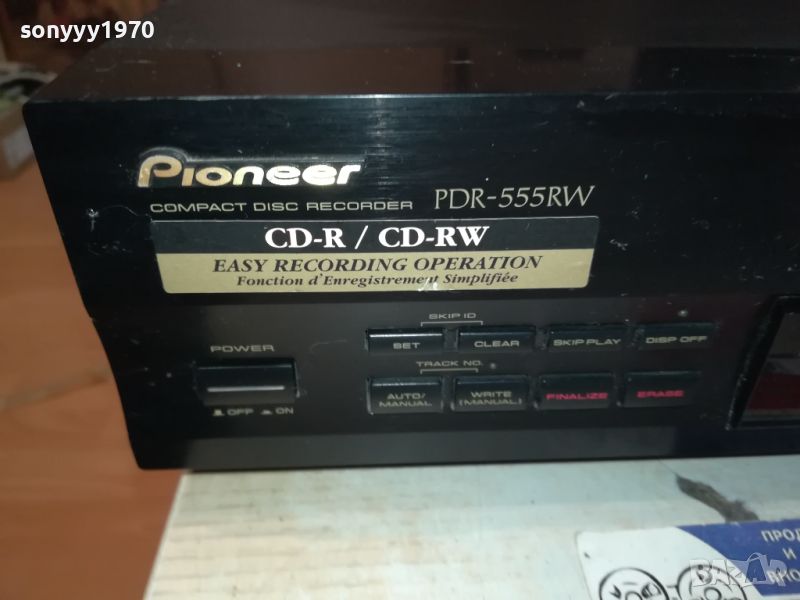 sonyyy1970
Pioneer
COMPACT DISC RECORDER PDR-555RW
CD-R / CD-RW
EASY RECORDING OPERATION
Fonction d'Enregistrement Simplifiée
SKIP ID
SET CLEAR SKIP PLAY DISP OFF
POWER
TRACK NO.
AUTO/ MANUAL WRITE (MANUAL) FINALIZE ERASE
OFF ON
И
BAZAR